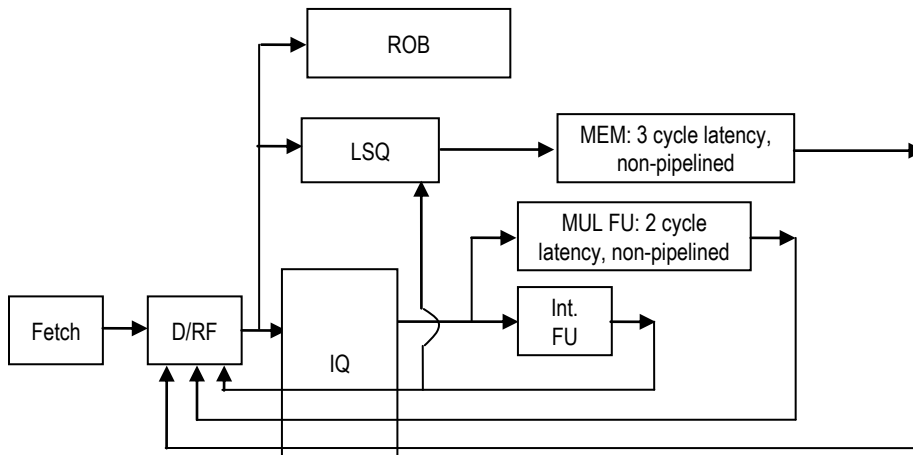 ROB
LSQ
MEM: 3 cycle latency,
non-pipelined
MUL FU: 2 cycle
latency, non-pipelined
Fetch
D/RF
IQ
Int.
FU